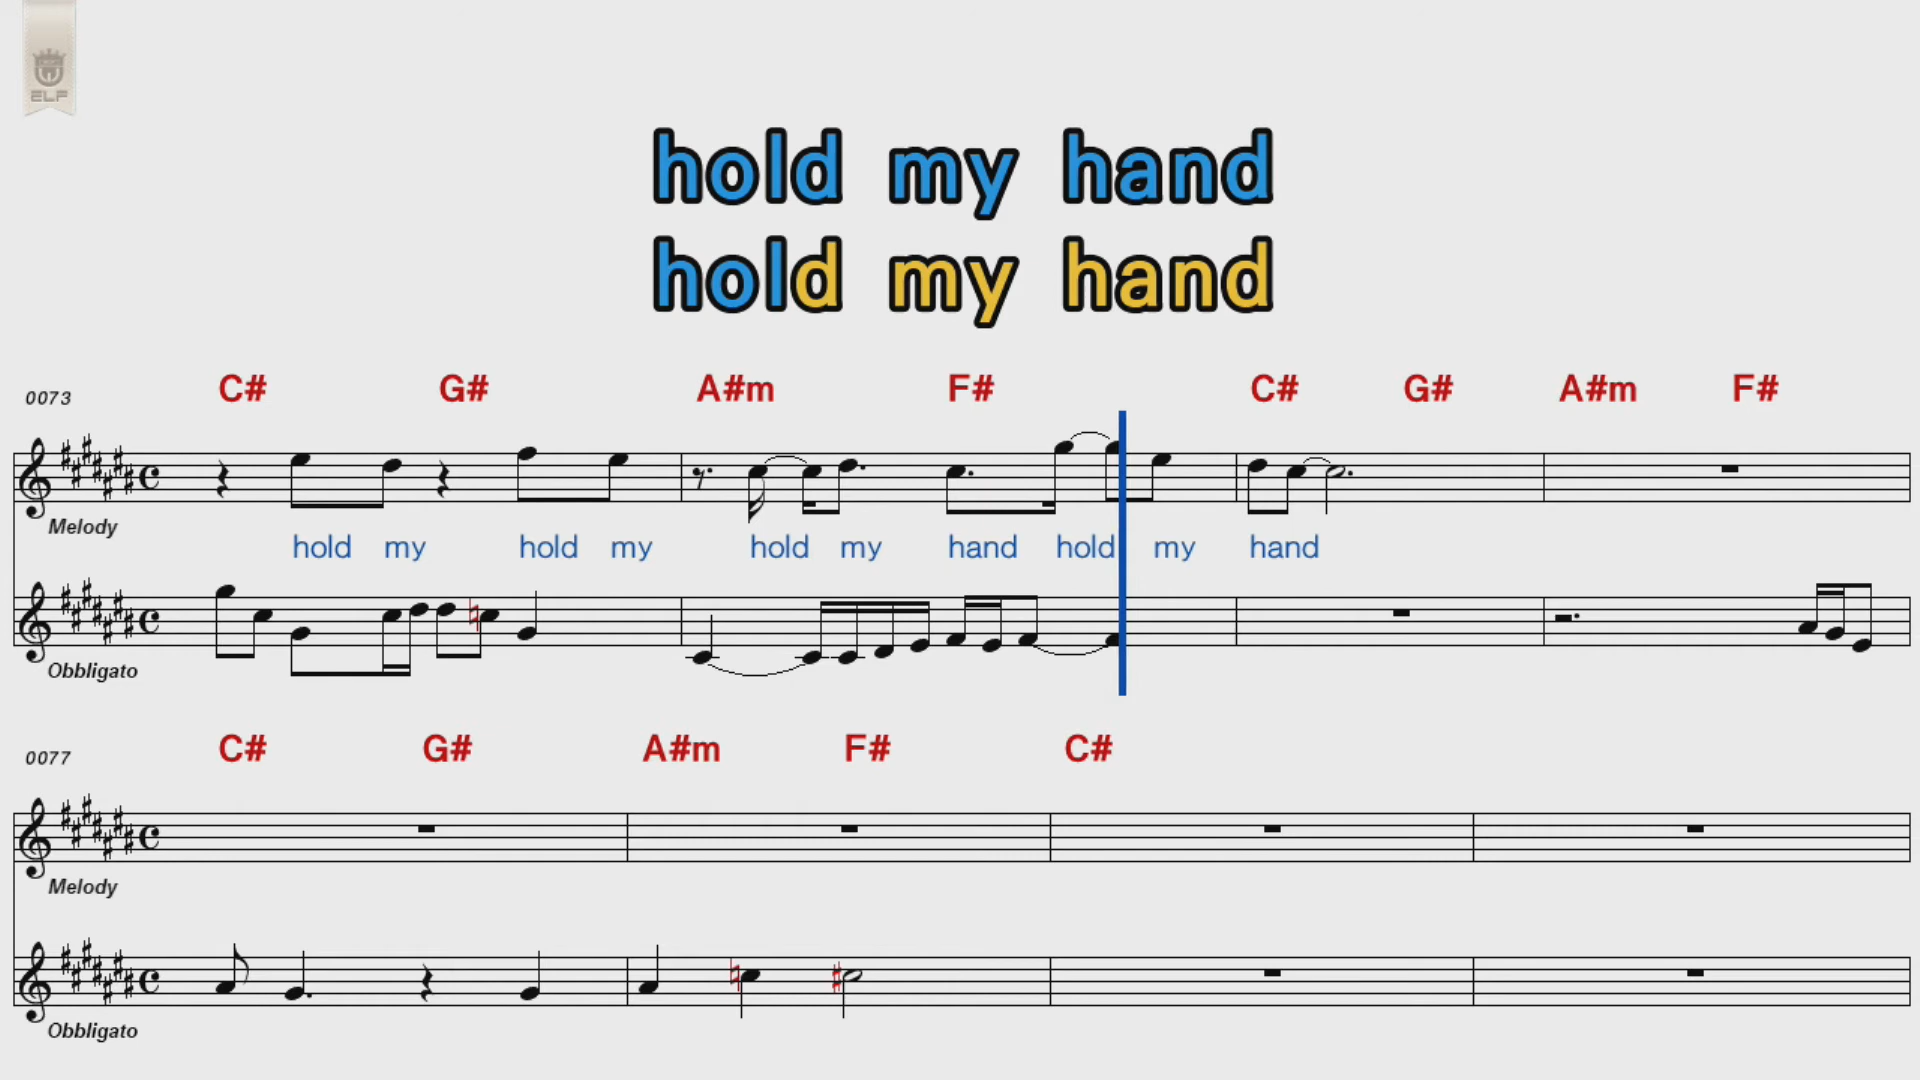 ELF
hold my hand
hold my hand
0073 C# G# A#m F# C# G# A#m F#
Melody
hold my hold my hold my hand hold my hand
Obbligato
0077 C# G# A#m F# C#
Melody
Obbligato